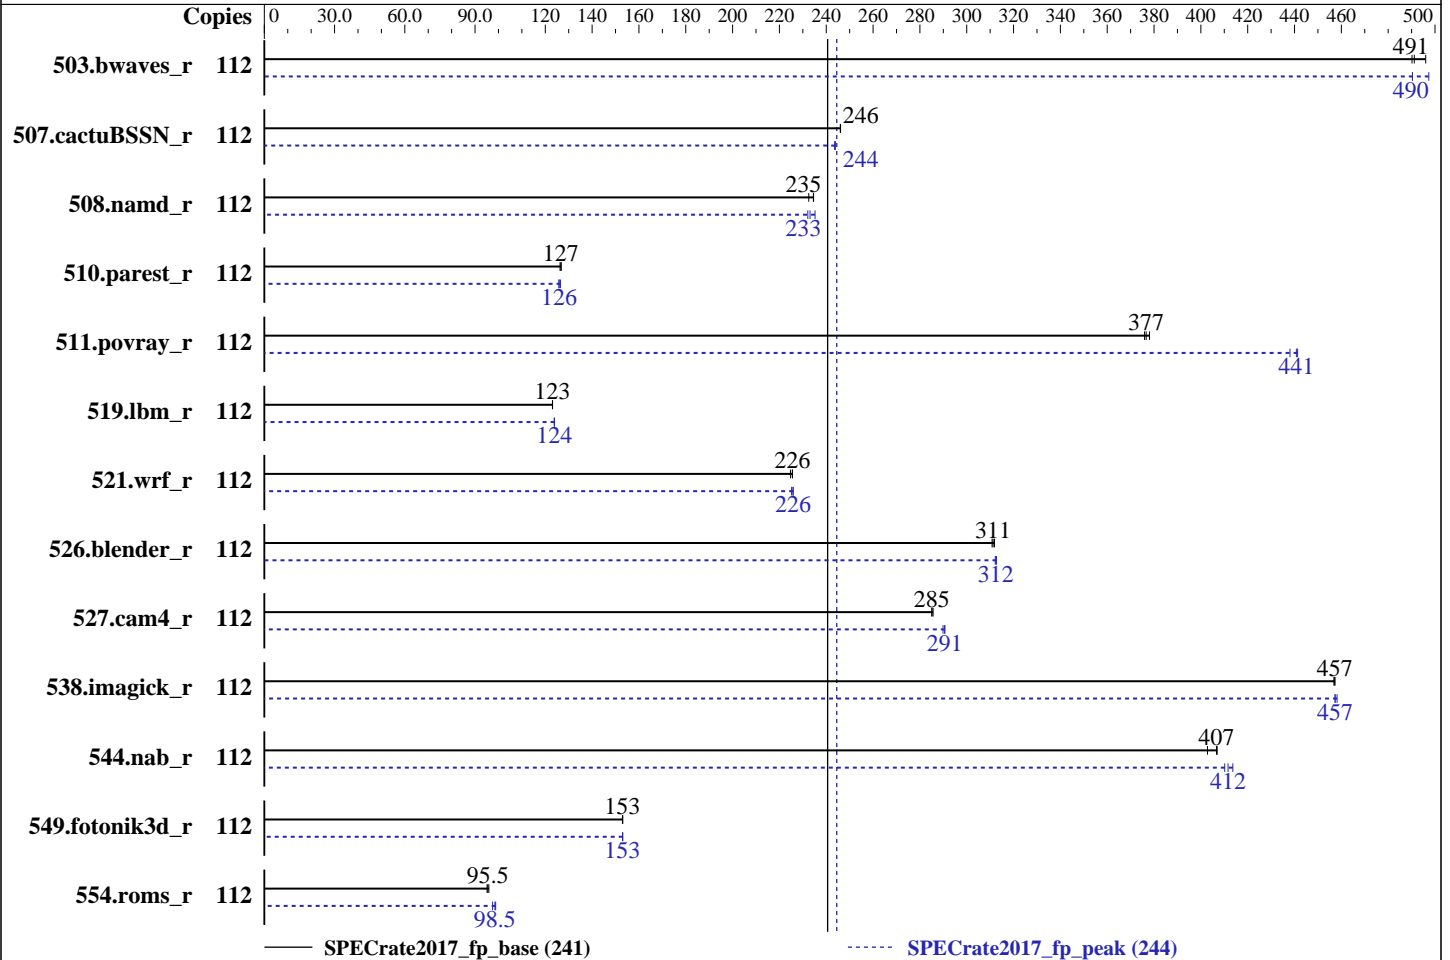 Copies 0 30.0 60.0 90.0 120 140 160 180 200 220 240 260 280 300 320 340 360 380 400 420 440 460 500
503.bwaves_r 112 491
490
507.cactuBSSN_r 112 246
244
508.namd_r 112 235
233
510.parest_r 112 127
126
511.povray_r 112 377
441
519.lbm_r 112 123
124
521.wrf_r 112 226
226
526.blender_r 112 311
312
527.cam4_r 112 285
291
538.imagick_r 112 457
457
544.nab_r 112 407
412
549.fotonik3d_r 112 153
153
554.roms_r 112 95.5
98.5
SPECrate2017_fp_base (241) SPECrate2017_fp_peak (244)